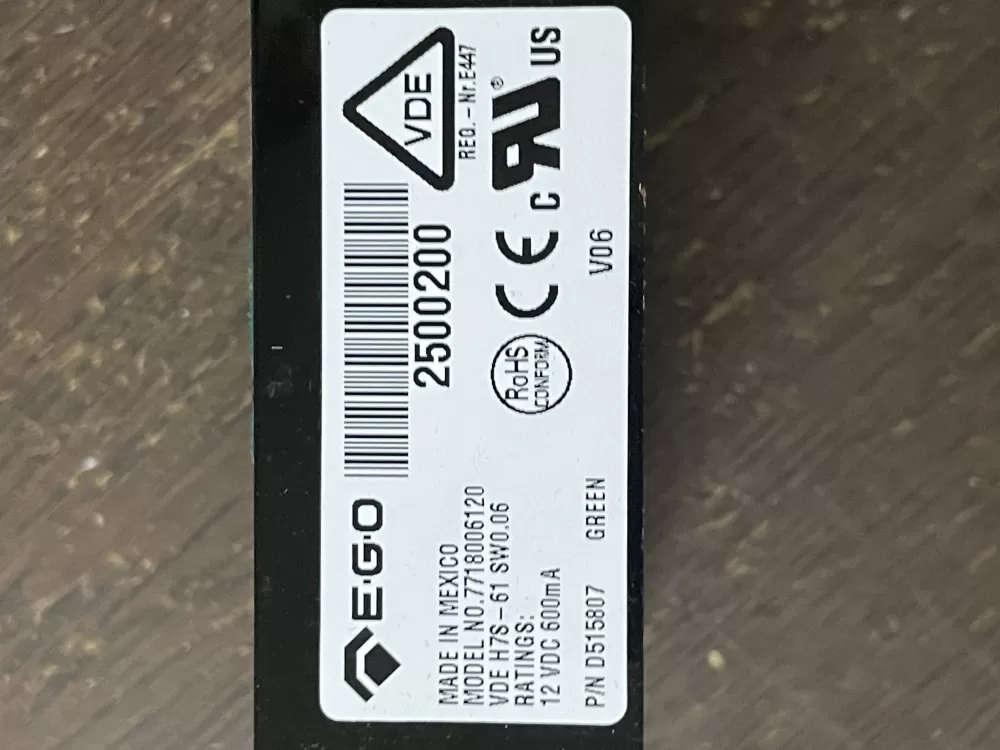 E·G·O
2500200
VDE
REG.-Nr.E447
MADE IN MEXICO
MODEL NO.7718006120
VDE H7S-61 SW0.06
RATINGS:
12 VDC 600mA
RoHS
CONFORM
CE
c RU ® US
P/N D515807 GREEN V06